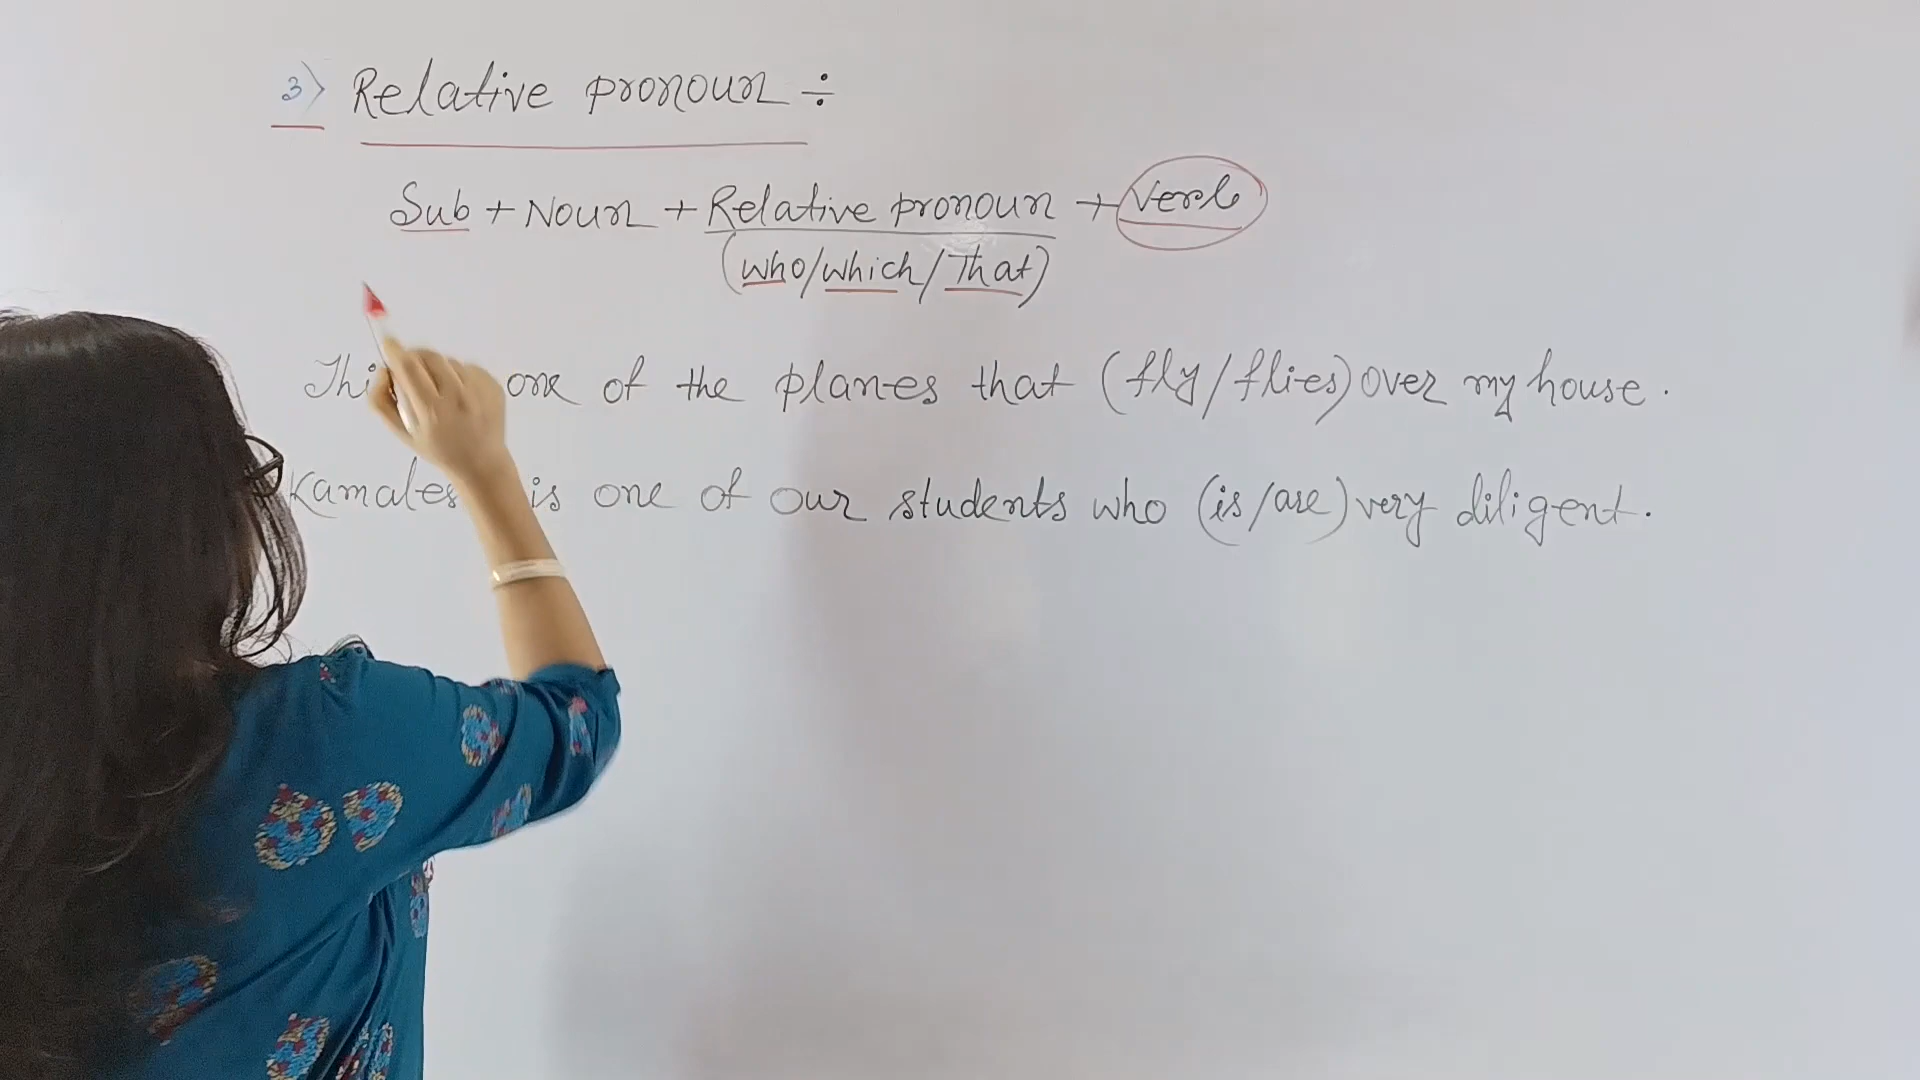 3) Relative pronoun ÷
Sub + Noun + Relative pronoun + Verb
(who/which/That)
one of the planes that (fly/flies) over my house.
is one of our students who (is/are) very diligent.